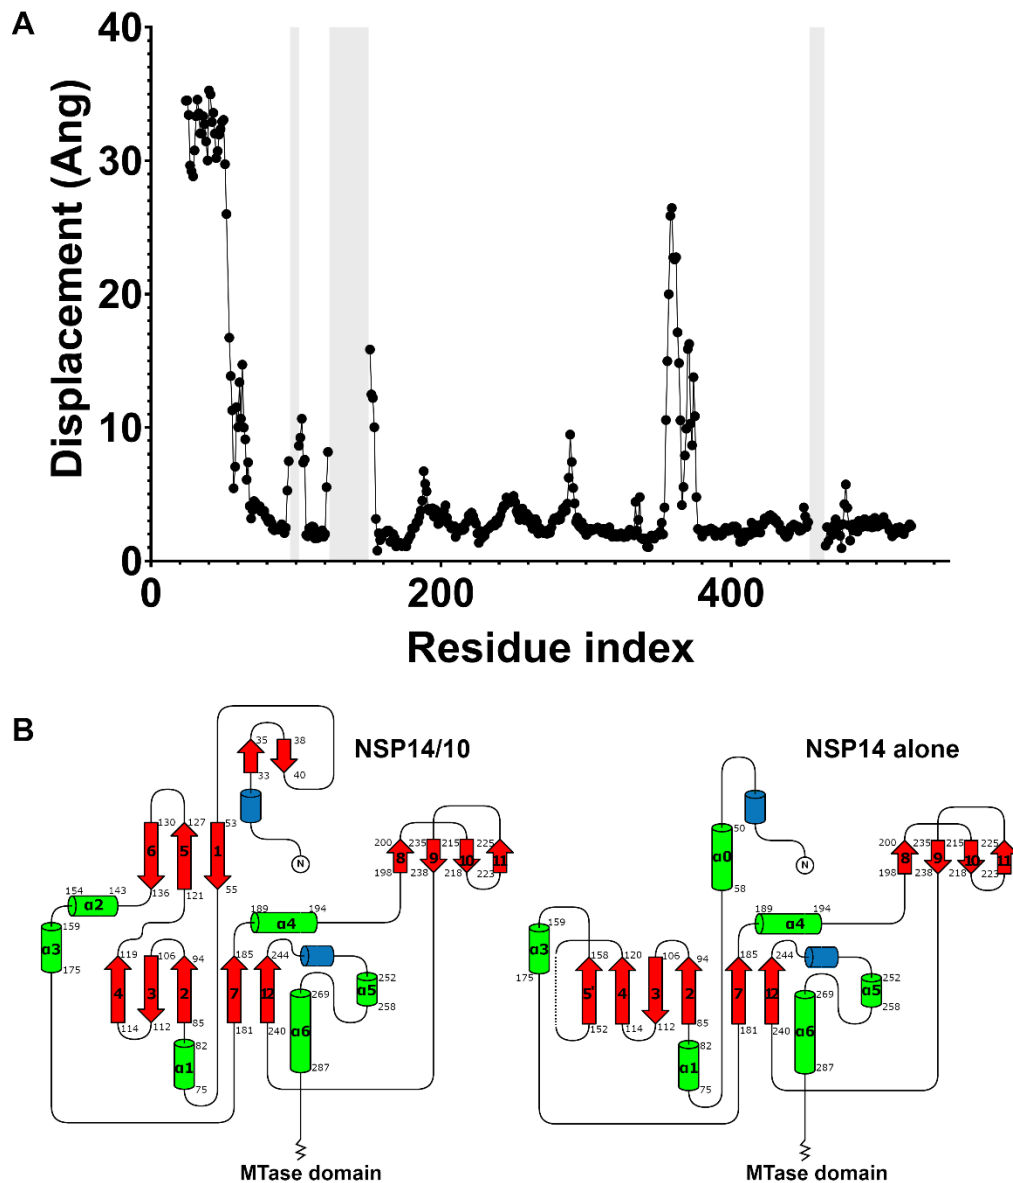 A
Displacement (Ang)
40
30
20
10
0
0 200 400
Residue index
B
NSP14/10
35 38
33 40
N
130 127 53
6 5 1
136 121 55
154 143
α2
159
α3
175
119 106 94
4 3 2
114 112 85
82
α1
75
189 194
α4
185 244
7 12
181 240
269
α6
287
252
α5
258
200 235 215 225
8 9 10 11
198 238 218 223
MTase domain
NSP14 alone
50
α0
58
N
159
α3
175
158 120 106 94
5' 4 3 2
152 114 112 85
82
α1
75
189 194
α4
185 244
7 12
181 240
269
α6
287
252
α5
258
200 235 215 225
8 9 10 11
198 238 218 223
MTase domain